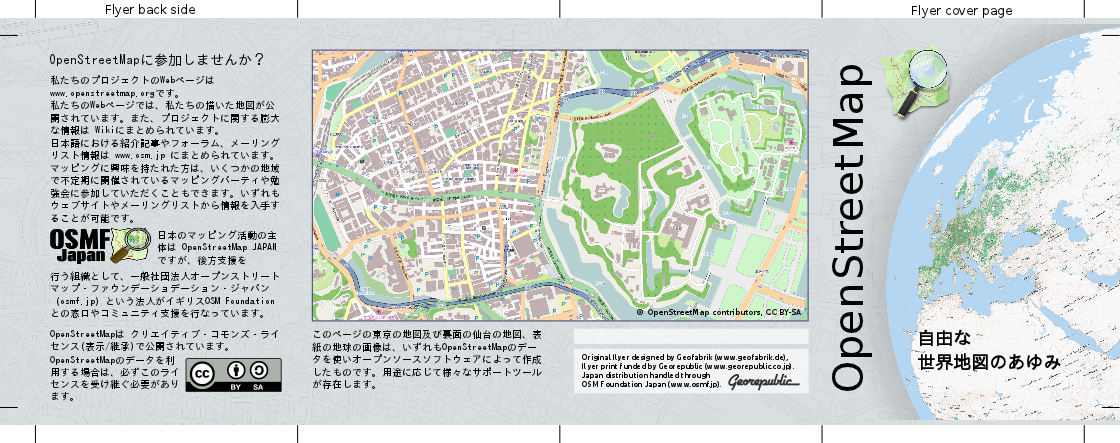 Flyer back side
Flyer cover page
OpenStreetMapに参加しませんか？
私たちのプロジェクトのWebページは
www.openstreetmap.orgです。
私たちのWebページでは、私たちの描いた地図が公
開されています。また、プロジェクトに関する膨大
な情報は Wikiにまとめられています。
日本語における紹介記事やフォーラム、メーリング
リスト情報は www.osm.jp にまとめられています。
マッピングに興味を持たれた方は、いくつかの地域
で不定期に開催されているマッピングパーティや勉
強会に参加していただくこともできます。いずれも
ウェブサイトやメーリングリストから情報を入手す
ることが可能です。
OSMF
Japan
日本のマッピング活動の主
体は OpenStreetMap JAPAN
ですが、後方支援を
行う組織として、一般社団法人オープンストリート
マップ・ファウンデーショデーション・ジャパン
(osmf.jp) という法人がイギリスOSM Foundation
との窓口やコミュニティ支援を行なっています。
OpenStreetMapは クリエイティブ・コモンズ・ライ
センス(表示/継承)で公開されています。
OpenStreetMapのデータを利
用する場合は、必ずこのライ
センスを受け継ぐ必要があり
ます。
cc
BY SA
© OpenStreetMap contributors, CC BY-SA
このページの東京の地図及び裏面の仙台の地図、表
紙の地球の画像は、いずれもOpenStreetMapのデー
タを使いオープンソースソフトウェアによって作成
したものです。用途に応じて様々なサポートツール
が存在します。
Original flyer designed by Geofabrik (www.geofabrik.de),
flyer print funded by Georepublic (www.georepublic.co.jp).
Japan distribution handled through
OSM Foundation Japan (www.osmf.jp).
Georepublic
OpenStreetMap
自由な
世界地図のあゆみ